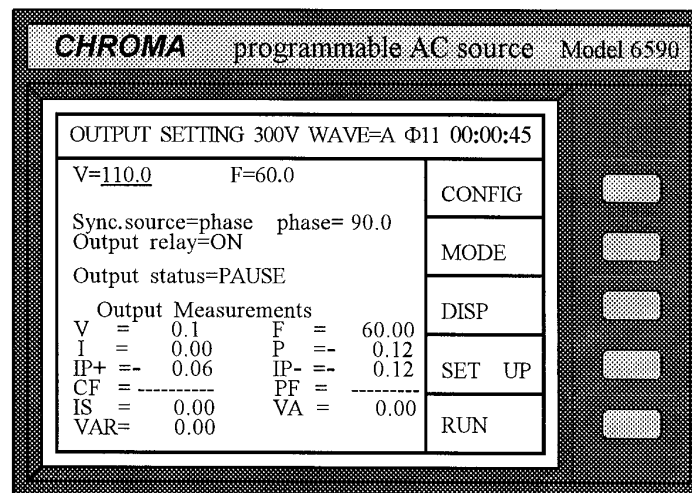 CHROMA programmable AC source Model 6590
OUTPUT SETTING 300V WAVE=A Φ11 00:00:45
V=110.0 F=60.0
Sync.source=phase phase= 90.0
Output relay=ON
Output status=PAUSE
Output Measurements
V = 0.1 F = 60.00
I = 0.00 P =- 0.12
IP+ =- 0.06 IP- =- 0.12
CF = ---------- PF = ---------
IS = 0.00 VA = 0.00
VAR= 0.00
CONFIG
MODE
DISP
SET UP
RUN